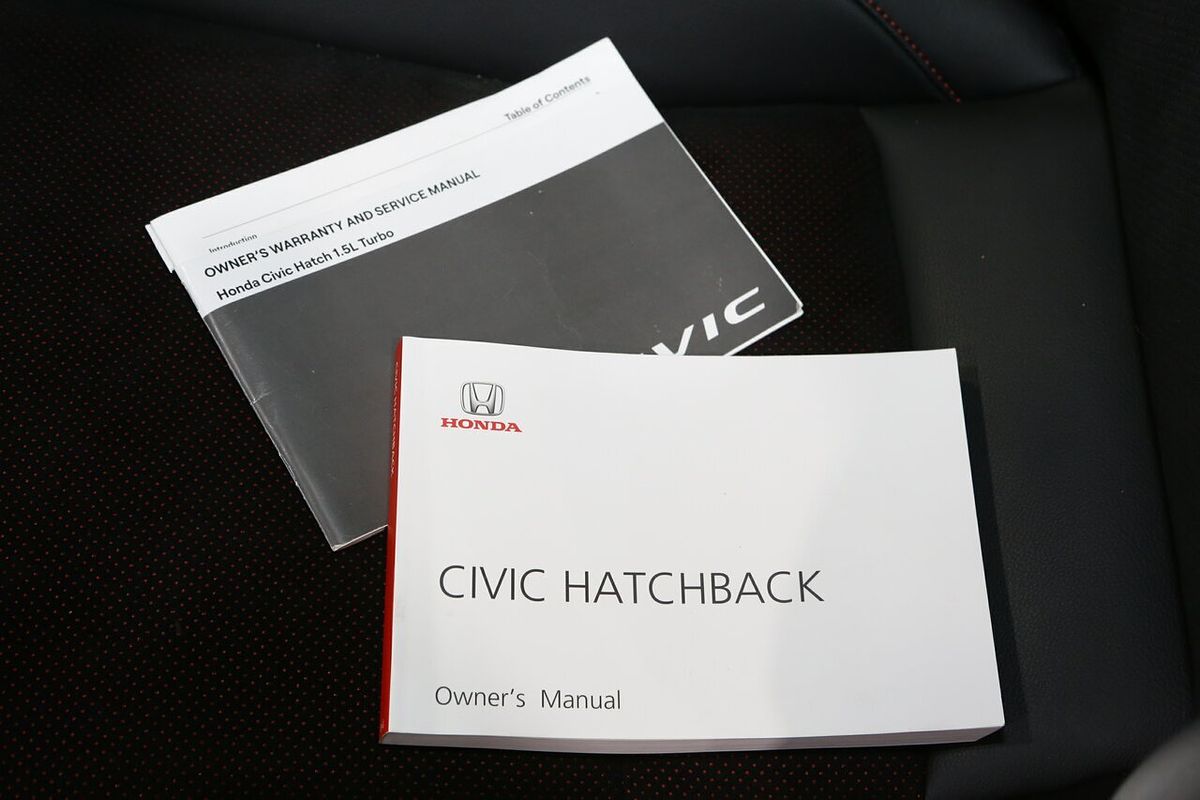 Table of Contents
Introduction
OWNER'S WARRANTY AND SERVICE MANUAL
Honda Civic Hatch 1.5L Turbo
VIC
HONDA
CIVIC HATCHBACK
Owner's Manual